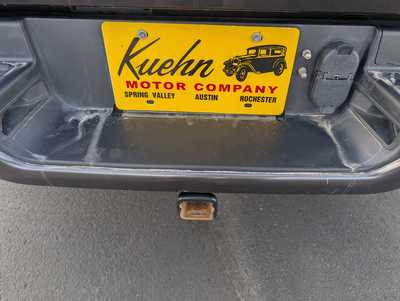 Kuehn
MOTOR COMPANY
SPRING VALLEY AUSTIN ROCHESTER